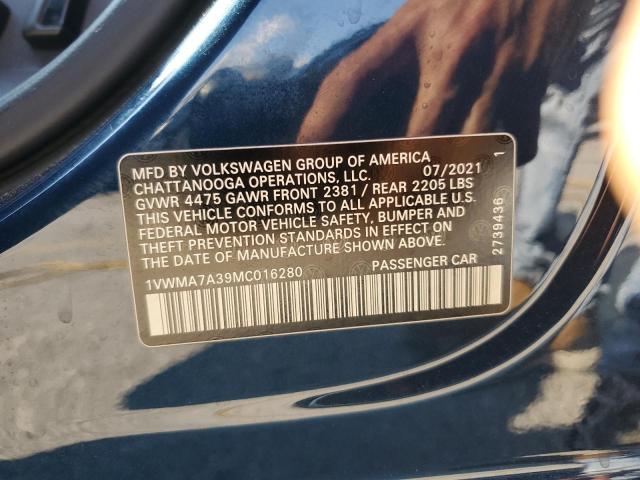 MFD BY VOLKSWAGEN GROUP OF AMERICA
CHATTANOOGA OPERATIONS, LLC. 07/2021
GVWR 4475 GAWR FRONT 2381 / REAR 2205 LBS
THIS VEHICLE CONFORMS TO ALL APPLICABLE U.S.
FEDERAL MOTOR VEHICLE SAFETY, BUMPER AND
THEFT PREVENTION STANDARDS IN EFFECT ON
THE DATE OF MANUFACTURE SHOWN ABOVE.
1VWMA7A39MC016280 PASSENGER CAR
2739436 1